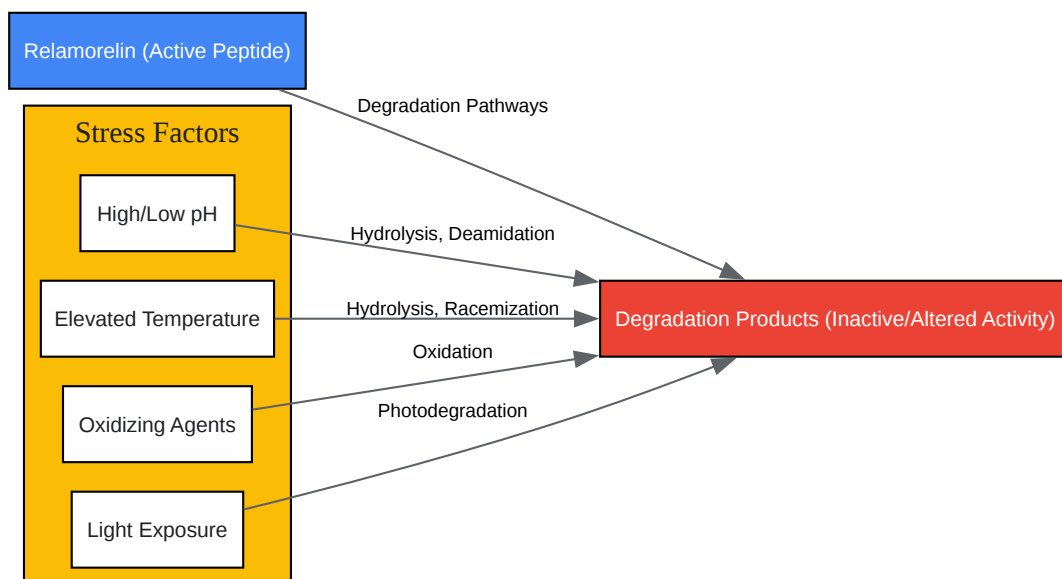 Relamorelin (Active Peptide)
Degradation Pathways
Stress Factors
High/Low pH
Hydrolysis, Deamidation
Elevated Temperature
Hydrolysis, Racemization
Degradation Products (Inactive/Altered Activity)
Oxidation
Oxidizing Agents
Photodegradation
Light Exposure